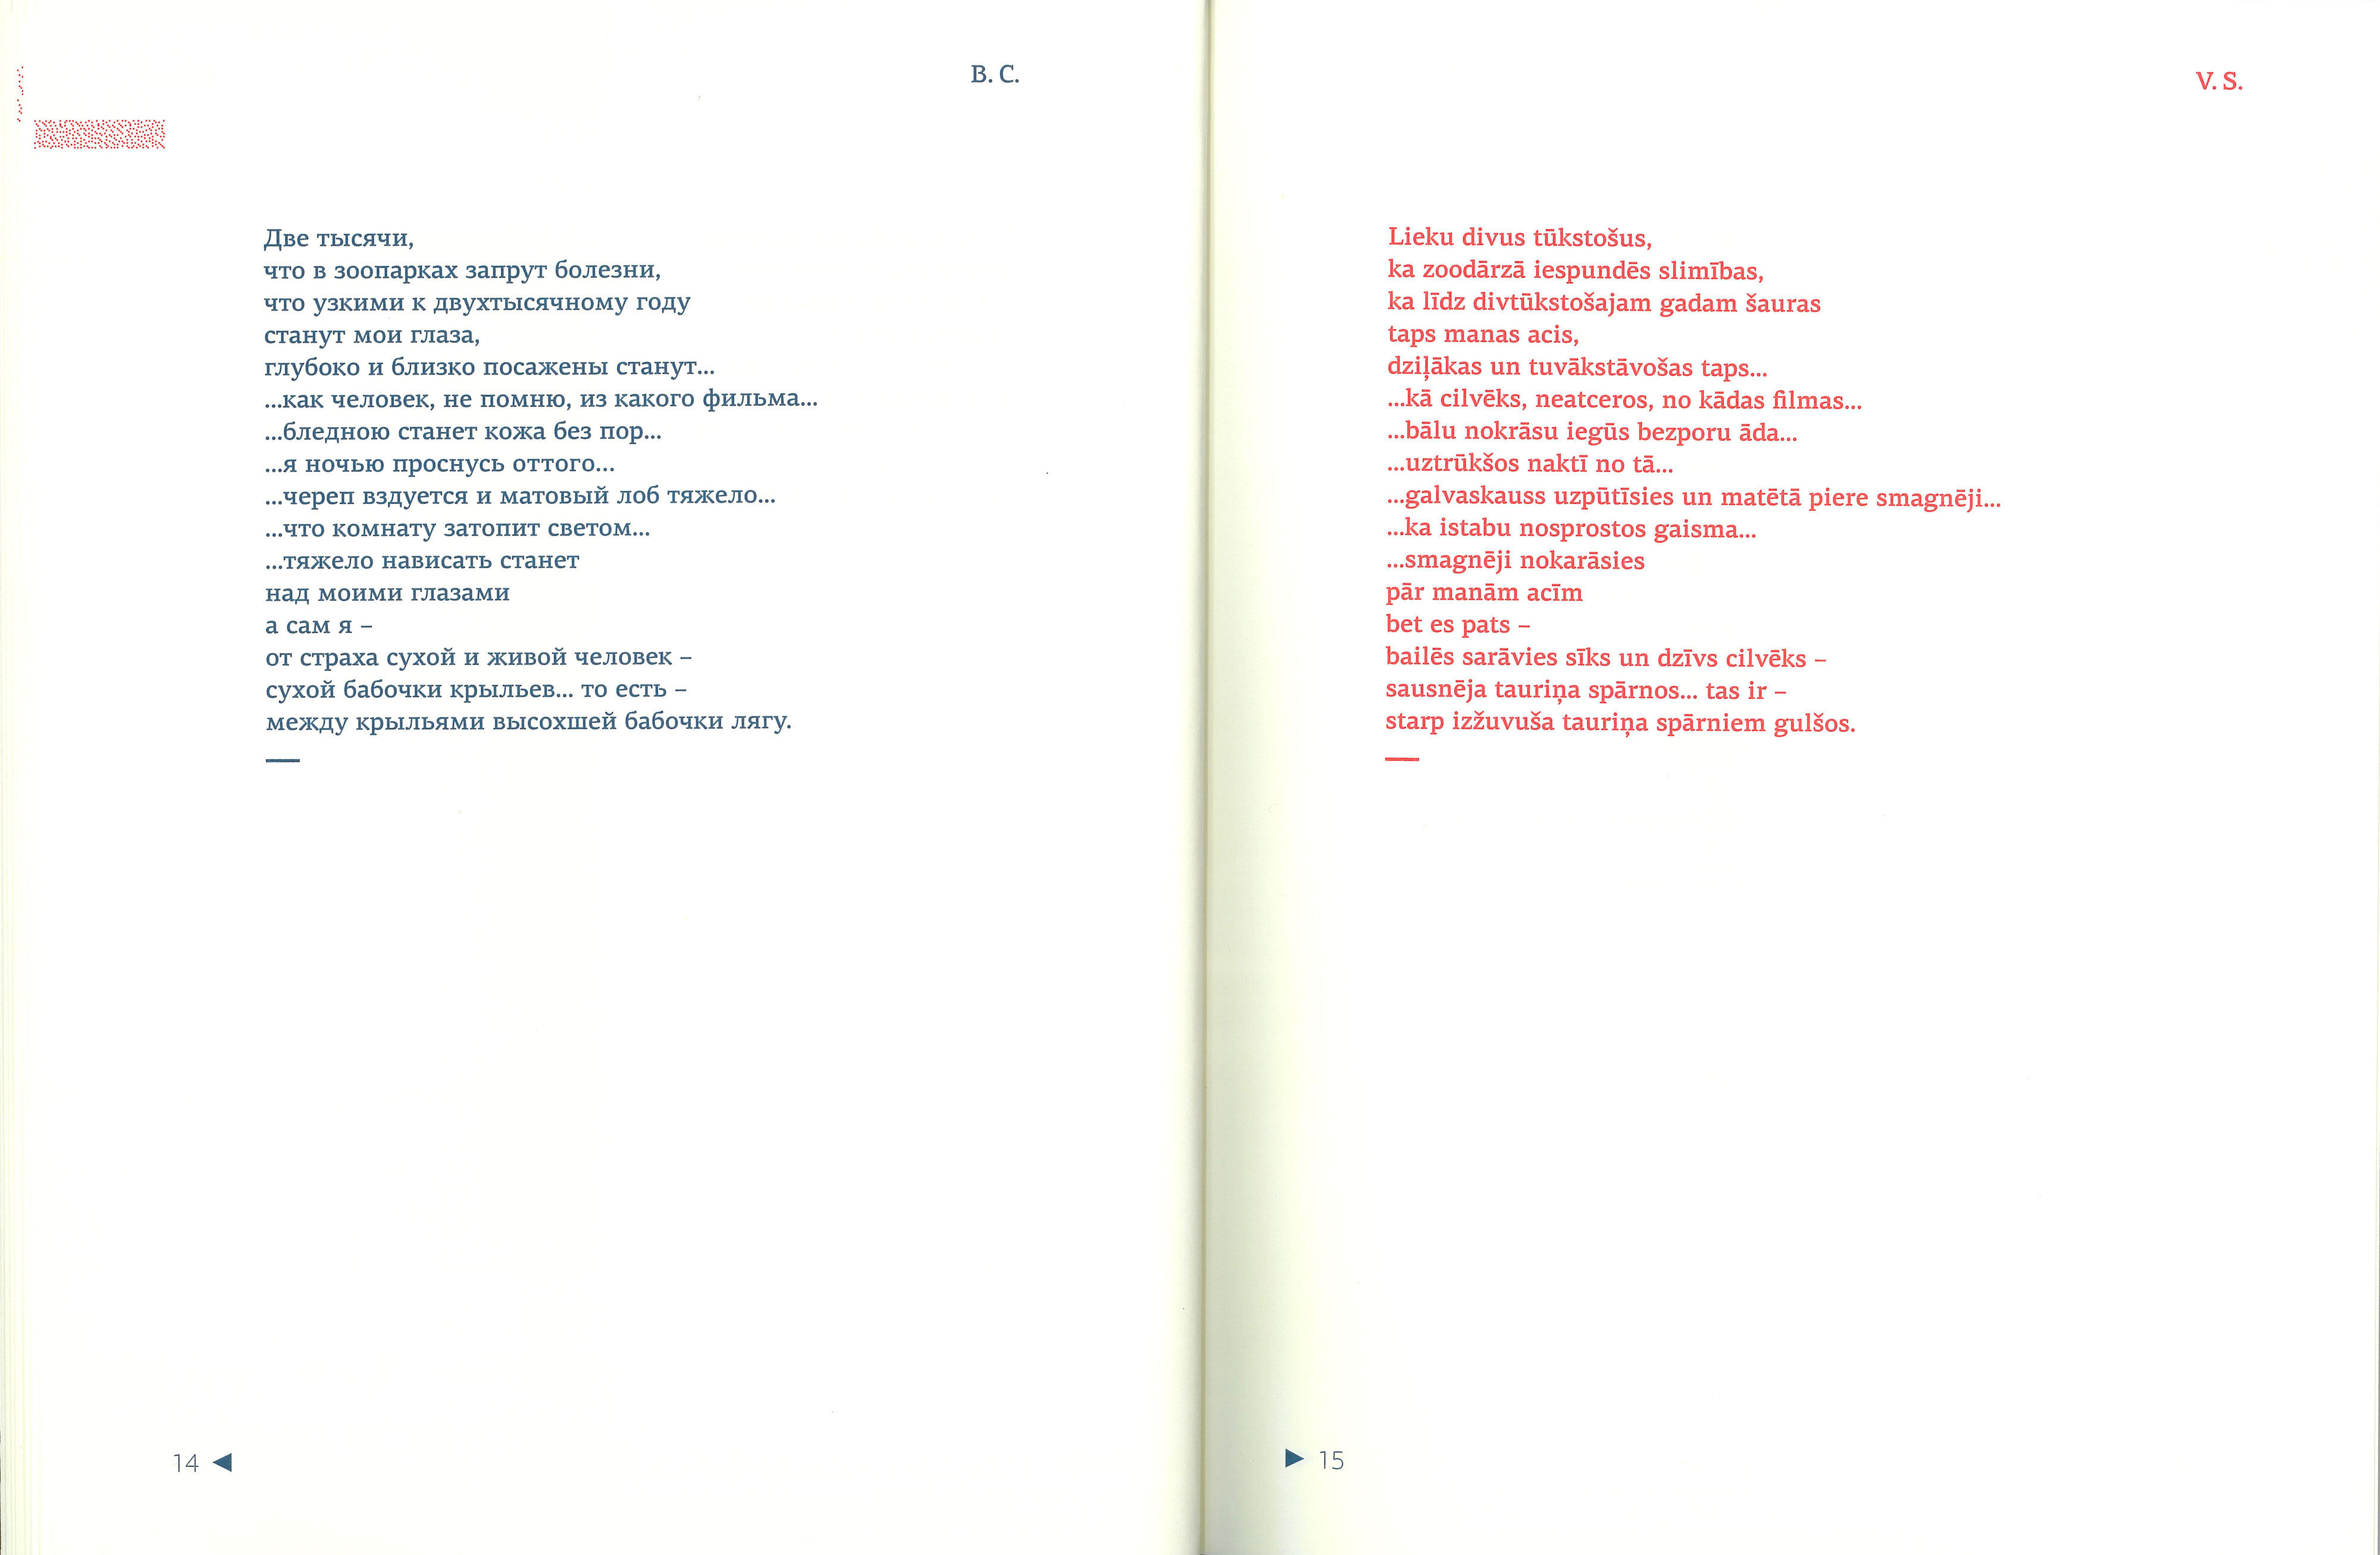 В. С.
Две тысячи,
что в зоопарках запрут болезни,
что узкими к двухтысячному году
станут мои глаза,
глубоко и близко посажены станут...
...как человек, не помню, из какого фильма...
...бледною станет кожа без пор...
...я ночью проснусь оттого...
...череп вздуется и матовый лоб тяжело...
...что комнату затопит светом...
...тяжело нависать станет
над моими глазами
а сам я –
от страха сухой и живой человек –
сухой бабочки крыльев... то есть –
между крыльями высохшей бабочки лягу.
14
V. S.
Lieku divus tūkstošus,
ka zoodārzā iespundēs slimības,
ka līdz divtūkstošajam gadam šauras
taps manas acis,
dziļākas un tuvākstāvošas taps...
...kā cilvēks, neatceros, no kādas filmas...
...bālu nokrāsu iegūs bezporu āda...
...uztrūkšos naktī no tā...
...galvaskauss uzpūtīsies un matētā piere smagnēji...
...ka istabu nosprostos gaisma...
...smagnēji nokarāsies
pār manām acīm
bet es pats –
bailēs sarāvies sīks un dzīvs cilvēks –
sausnēja tauriņa spārnos... tas ir –
starp izžuvuša tauriņa spārniem gulšos.
15